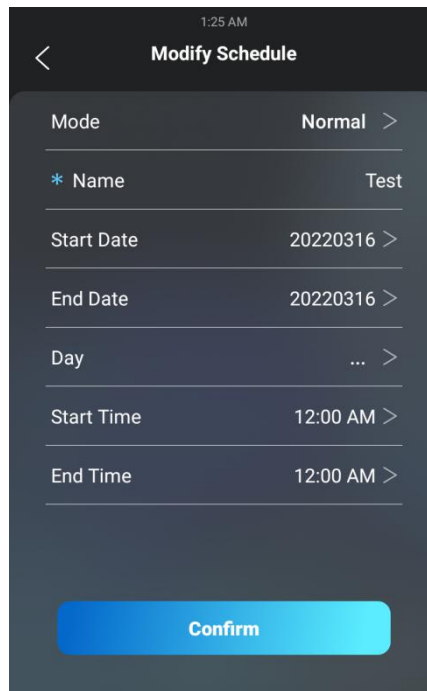 1:25 AM
Modify Schedule
Mode Normal >
* Name Test
Start Date 20220316 >
End Date 20220316 >
Day ... >
Start Time 12:00 AM >
End Time 12:00 AM >
Confirm